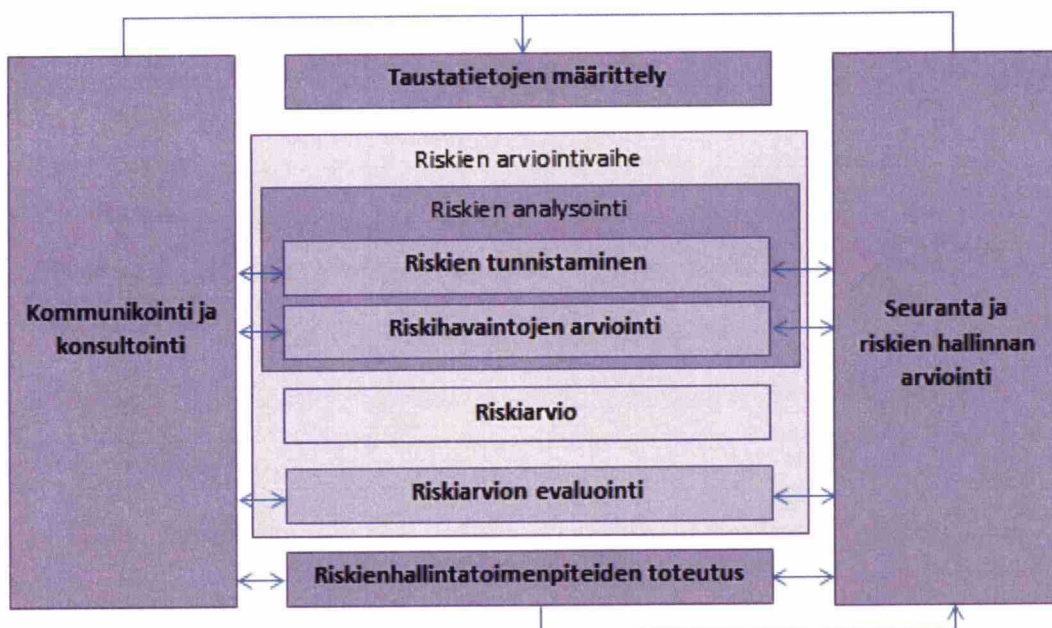 Taustatietojen määrittely
Riskien arviointivaihe
Riskien analysointi
Riskien tunnistaminen
Riskihavaintojen arviointi
Kommunikointi ja
konsultointi
Seuranta ja
riskien hallinnan
arviointi
Riskiarvio
Riskiarvion evaluointi
Riskienhallintatoimenpiteiden toteutus